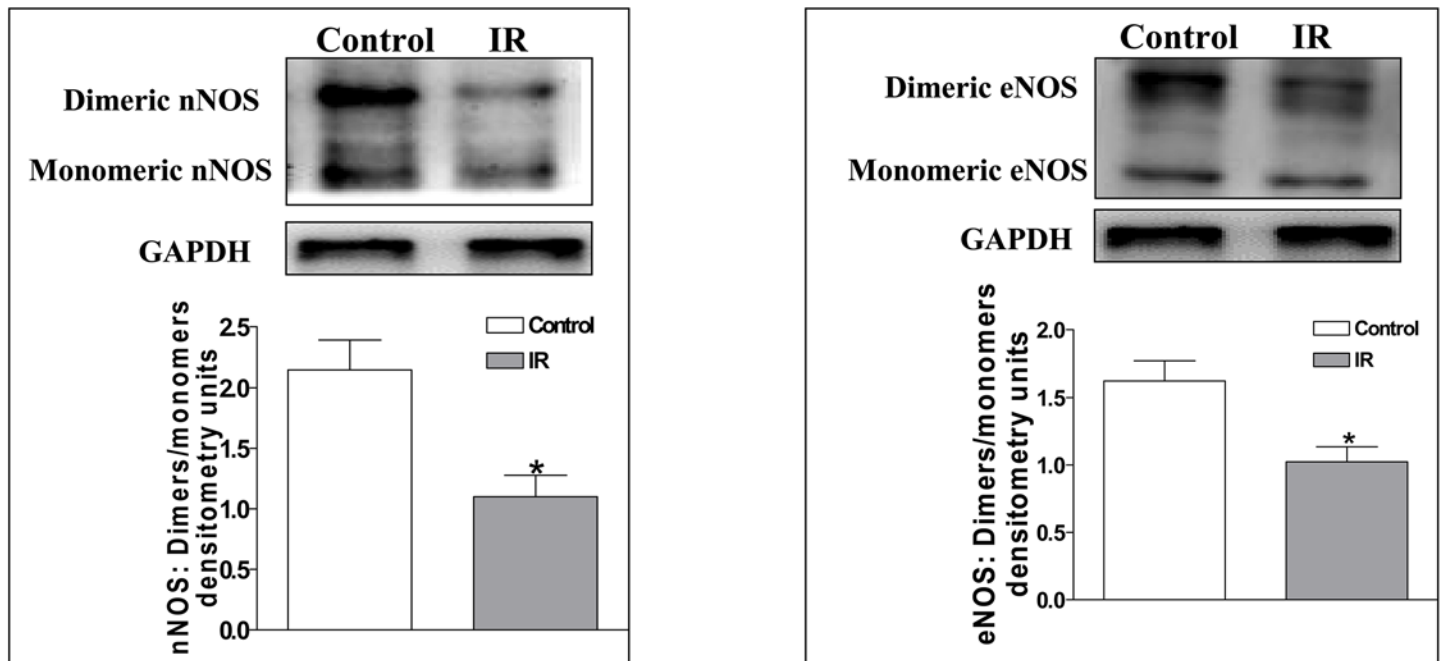 Control IR
Dimeric nNOS
Monomeric nNOS
GAPDH
nNOS: Dimers/monomers
densitometry units
2.5
2.0
1.5
1.0
0.5
0.0
Control
IR
*
Control IR
Dimeric eNOS
Monomeric eNOS
GAPDH
eNOS: Dimers/monomers
densitometry units
2.0
1.5
1.0
0.5
0.0
Control
IR
*